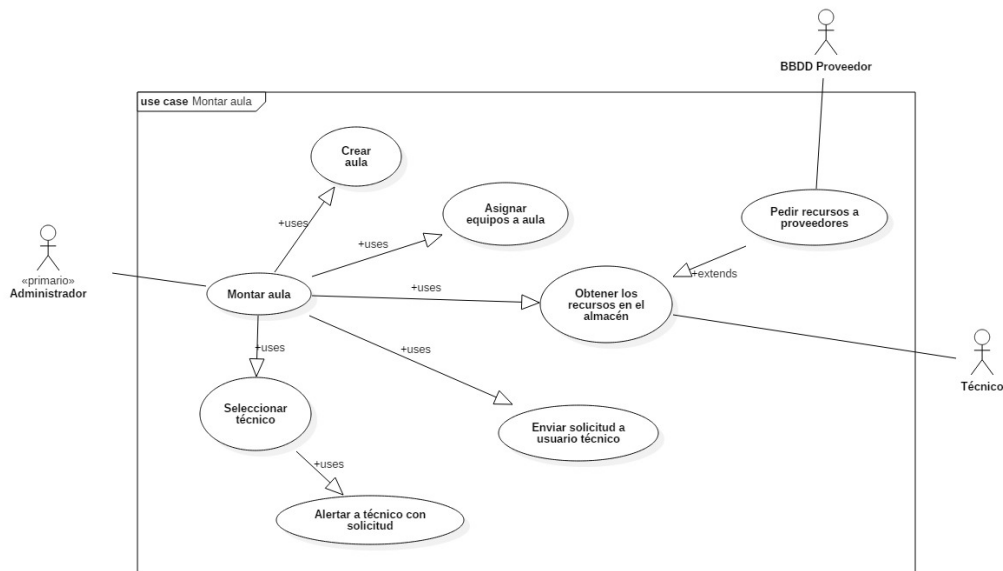 BBDD Proveedor
use case Montar aula
Crear
aula
+uses
Asignar
equipos a aula
Pedir recursos a
proveedores
+uses
+extends
«primario»
Administrador
Montar aula
+uses
Obtener los
recursos en el
almacén
+uses
+uses
Técnico
Seleccionar
técnico
Enviar solicitud a
usuario técnico
+uses
Alertar a técnico con
solicitud